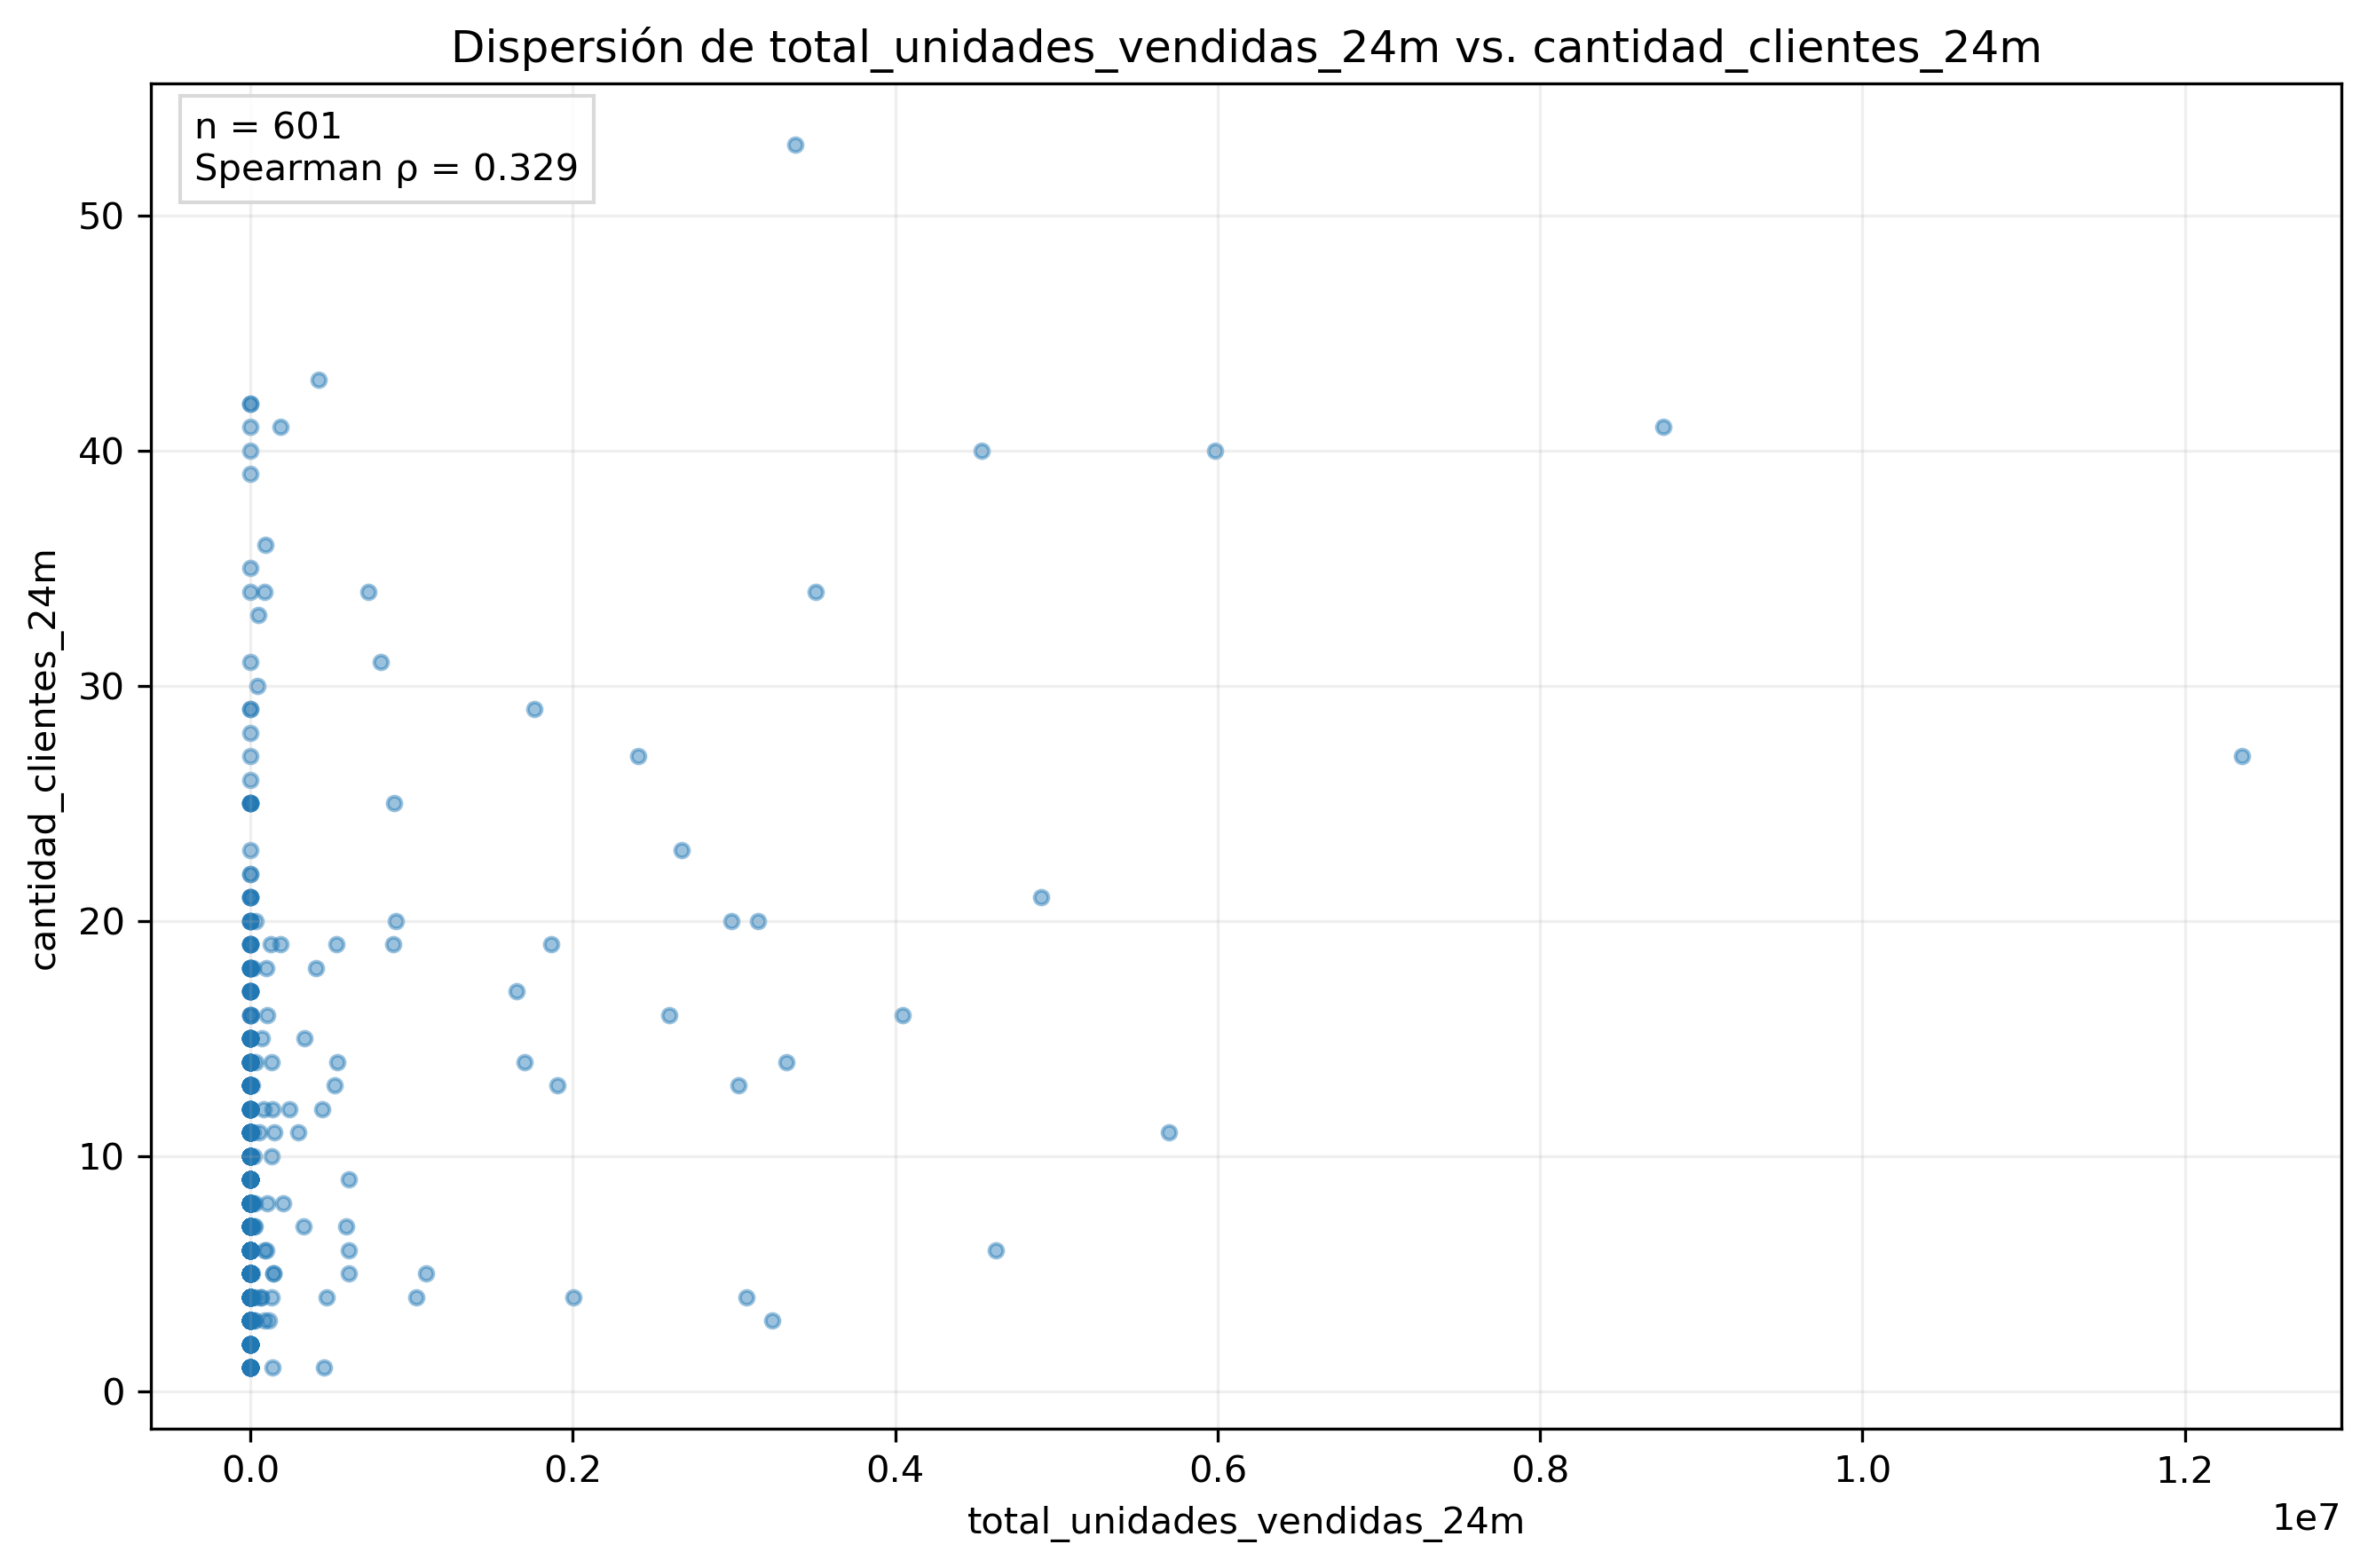 Dispersión de total_unidades_vendidas_24m vs. cantidad_clientes_24m
n = 601
Spearman ρ = 0.329
cantidad_clientes_24m
50
40
30
20
10
0
0.0 0.2 0.4 0.6 0.8 1.0 1.2
1e7
total_unidades_vendidas_24m